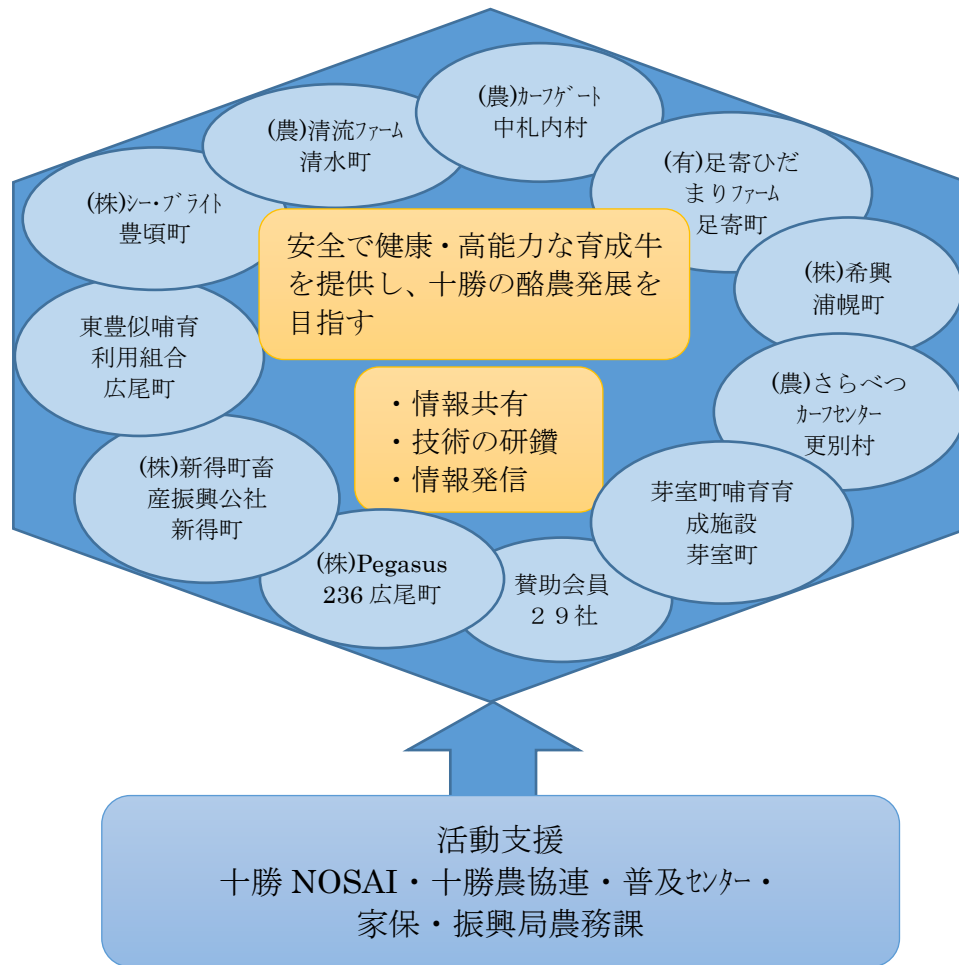 (農)カーフゲート
中札内村
(農)清流ファーム
清水町
(有)足寄ひだ
まりファーム
足寄町
(株)シー・ブライト
豊頃町
安全で健康・高能力な育成牛
を提供し、十勝の酪農発展を
目指す
(株)希興
浦幌町
東豊似哺育
利用組合
広尾町
・情報共有
・技術の研鑽
・情報発信
(農)さらべつ
カーフセンター
更別村
(株)新得町畜
産振興公社
新得町
芽室町哺育育
成施設
芽室町
(株)Pegasus
236 広尾町
賛助会員
２９社
活動支援
十勝 NOSAI・十勝農協連・普及センター・
家保・振興局農務課